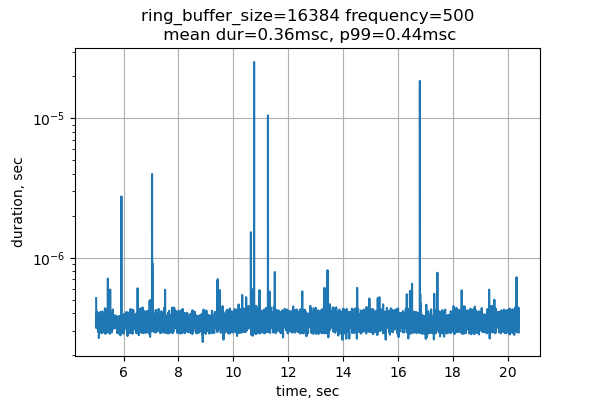 ring_buffer_size=16384 frequency=500
mean dur=0.36msc, p99=0.44msc
duration, sec
10⁻⁵
10⁻⁶
6 8 10 12 14 16 18 20
time, sec